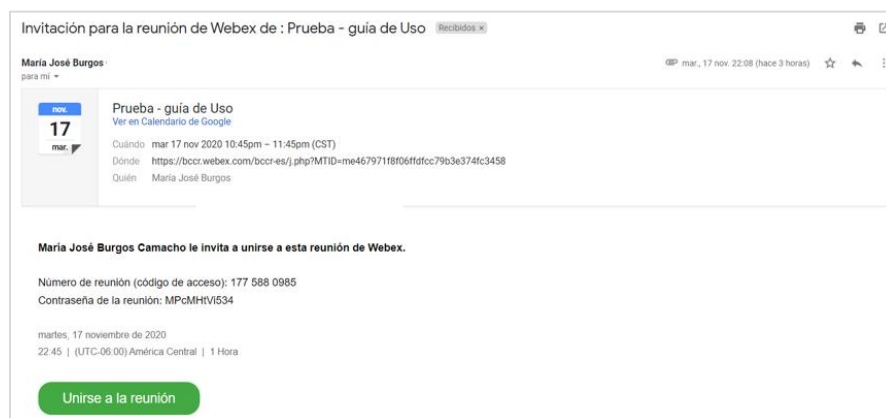 Invitación para la reunión de Webex de : Prueba - guía de Uso Recibidos ×
María José Burgos
mar., 17 nov. 22:08 (hace 3 horas)
para mí
nov.
17
mar.
Prueba - guía de Uso
Ver en Calendario de Google
Cuándo mar 17 nov 2020 10:45pm – 11:45pm (CST)
Dónde https://bccr.webex.com/bccr-es/j.php?MTID=me467971f8f06ffdfcc79b3e374fc3458
Quién María José Burgos
María José Burgos Camacho le invita a unirse a esta reunión de Webex.
Número de reunión (código de acceso): 177 588 0985
Contraseña de la reunión: MPcMHtVi534
martes, 17 noviembre de 2020
22:45 | (UTC-06:00) América Central | 1 Hora
Unirse a la reunión